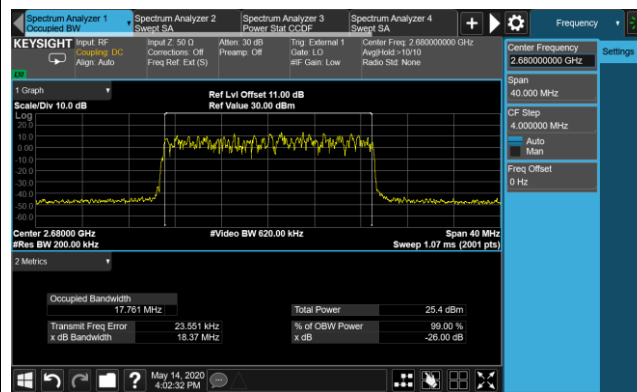 Spectrum Analyzer 1
Occupied BW
Spectrum Analyzer 2
Swept SA
Spectrum Analyzer 3
Power Stat CCDF
Spectrum Analyzer 4
Swept SA
Frequency
KEYSIGHT
Input: RF
Coupling: DC
Align: Auto
Input Z: 50 Ω
Corrections: Off
Freq Ref: Ext (S)
Atten: 30 dB
Preamp: Off
Trig: External 1
Gate: LO
#IF Gain: Low
Center Freq: 2.680000000 GHz
Avg|Hold:>10/10
Radio Std: None
Center Frequency
2.680000000 GHz
Settings
Span
40.000 MHz
CF Step
4.000000 MHz
Auto
Man
Freq Offset
0 Hz
1 Graph
Scale/Div 10.0 dB
Ref Lvl Offset 11.00 dB
Ref Value 30.00 dBm
Log
20.0
10.0
0.00
-10.0
-20.0
-30.0
-40.0
-50.0
-60.0
Center 2.68000 GHz
#Res BW 200.00 kHz
#Video BW 620.00 kHz
Span 40 MHz
Sweep 1.07 ms (2001 pts)
2 Metrics
Occupied Bandwidth
17.761 MHz
Total Power 25.4 dBm
Transmit Freq Error 23.551 kHz
% of OBW Power 99.00 %
x dB Bandwidth 18.37 MHz
x dB -26.00 dB
?
May 14, 2020
4:02:32 PM